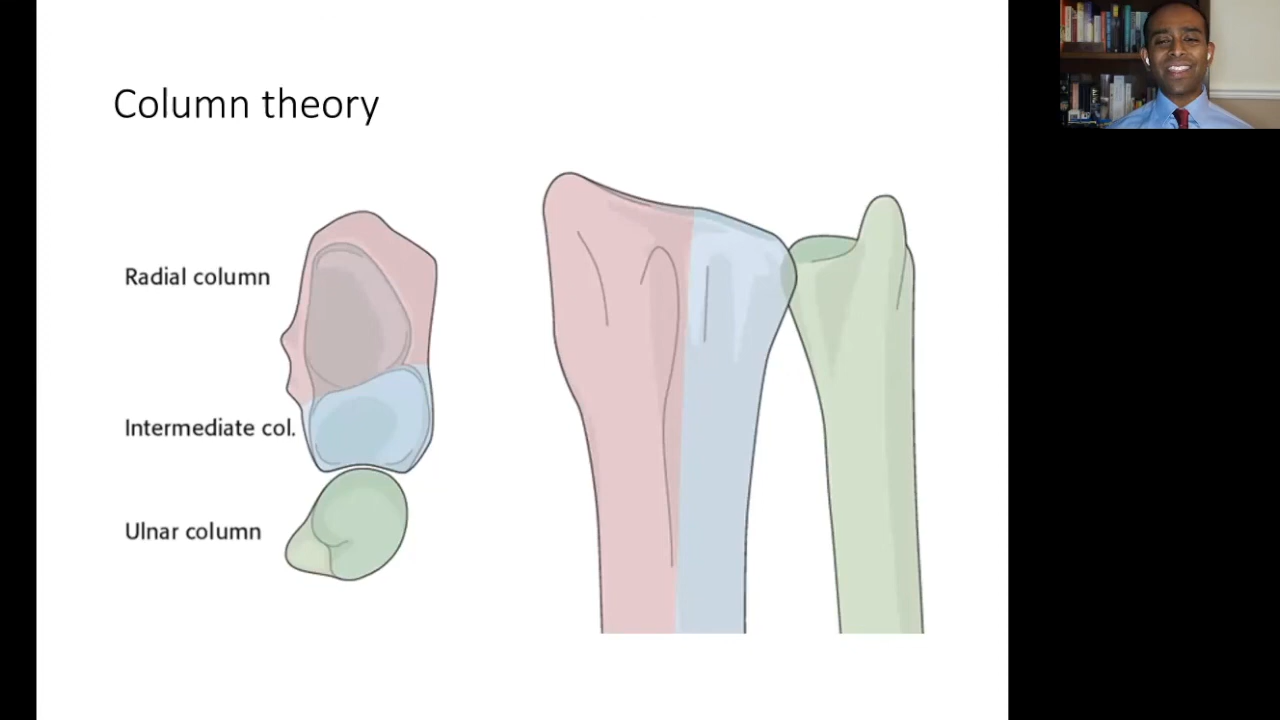 Column theory
Radial column
Intermediate col.
Ulnar column